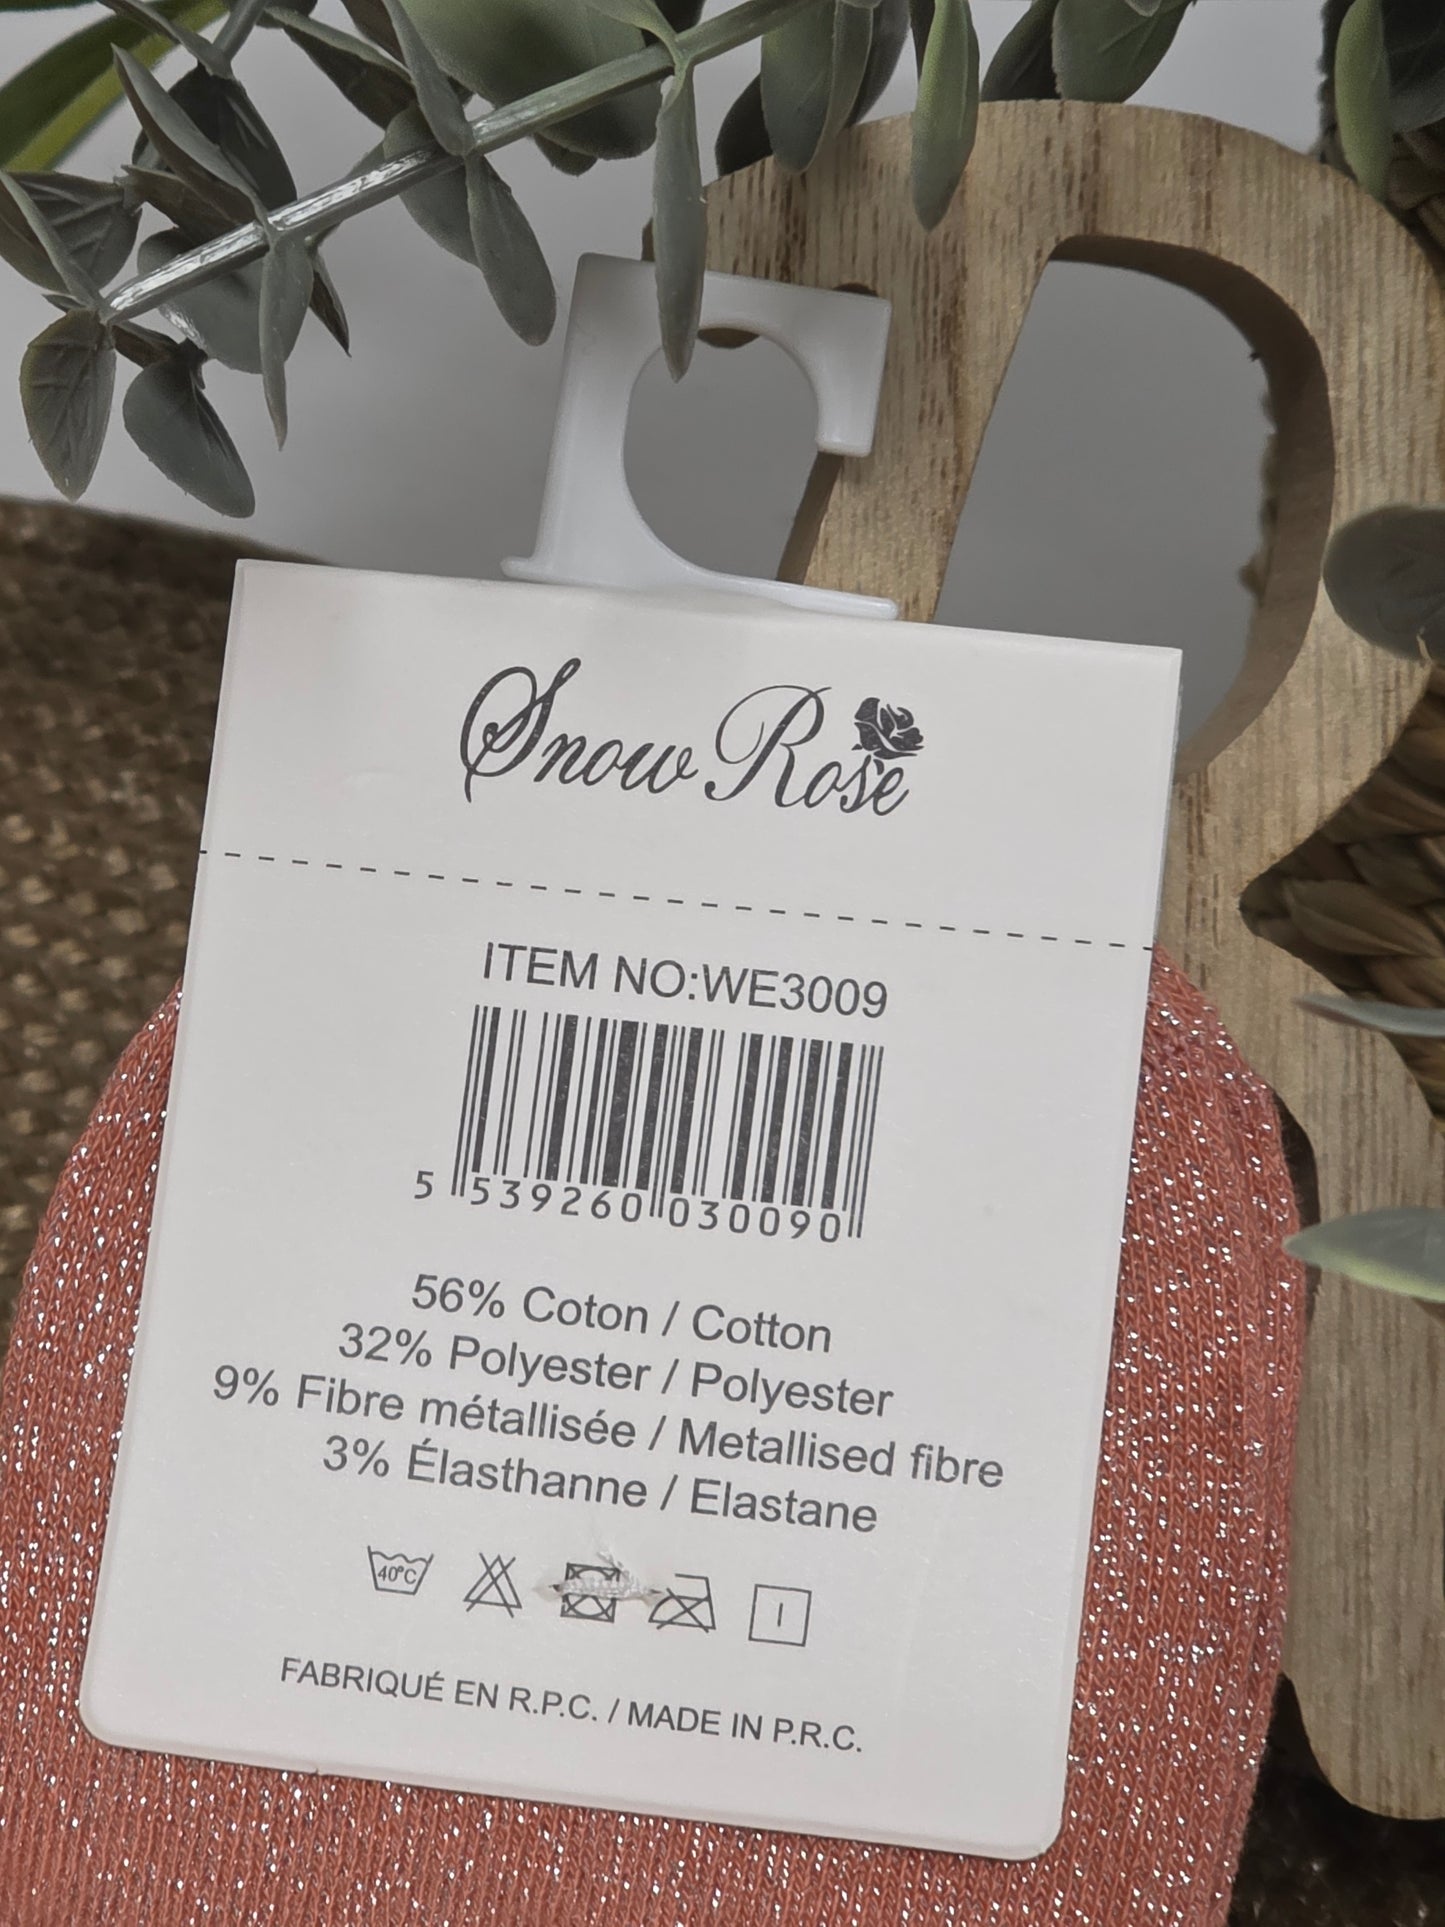 Snow Rose
ITEM NO:WE3009
5 539260 030090
56% Coton / Cotton
32% Polyester / Polyester
9% Fibre métallisée / Metallised fibre
3% Élasthanne / Elastane
40°C
FABRIQUÉ EN R.P.C. / MADE IN P.R.C.